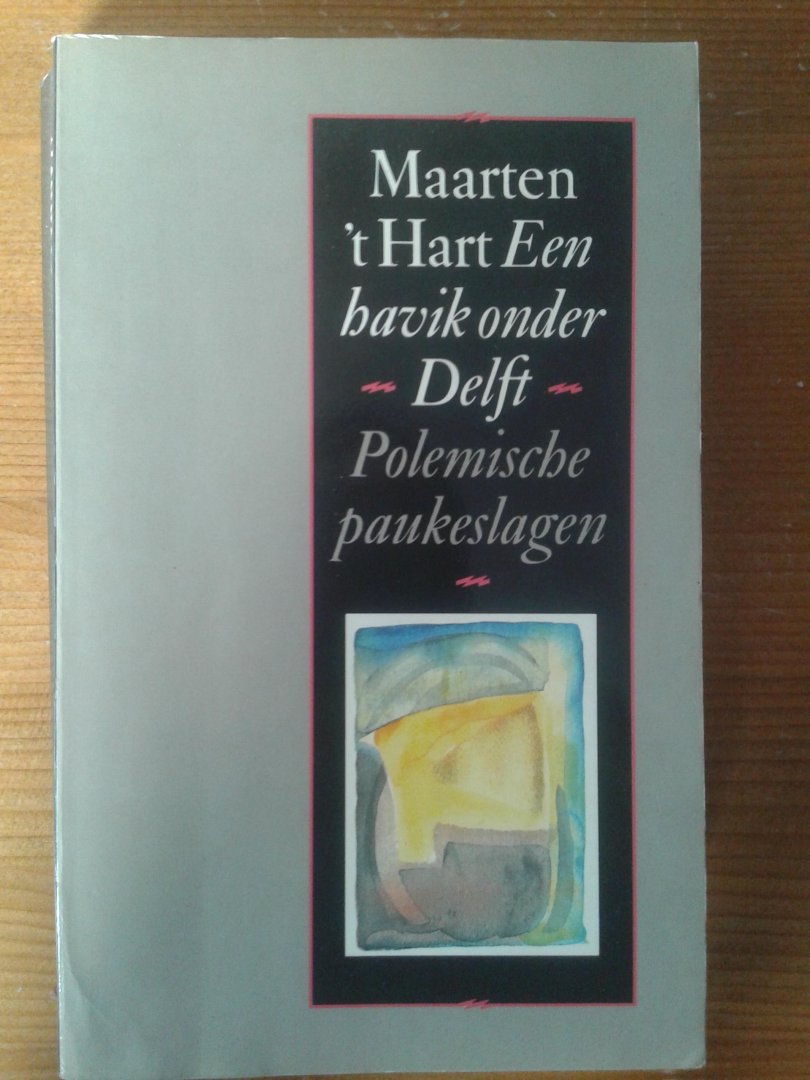 Maarten
't Hart Een
havik onder
Delft
Polemische
paukeslagen